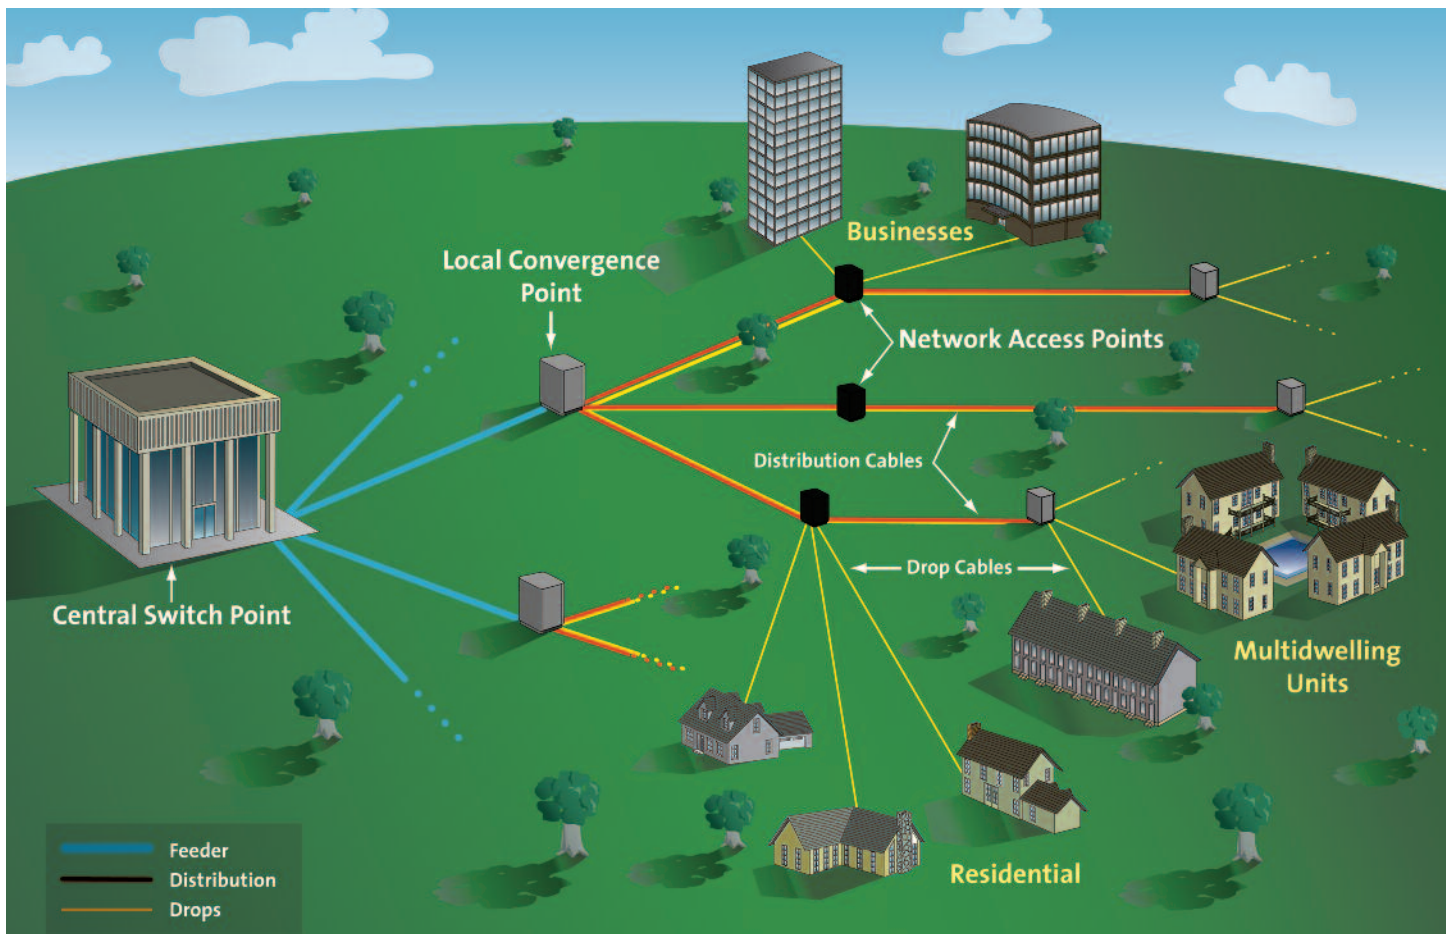 Businesses
Local Convergence
Point
Network Access Points
Distribution Cables
Drop Cables
Central Switch Point
Multidwelling
Units
Residential
Feeder
Distribution
Drops